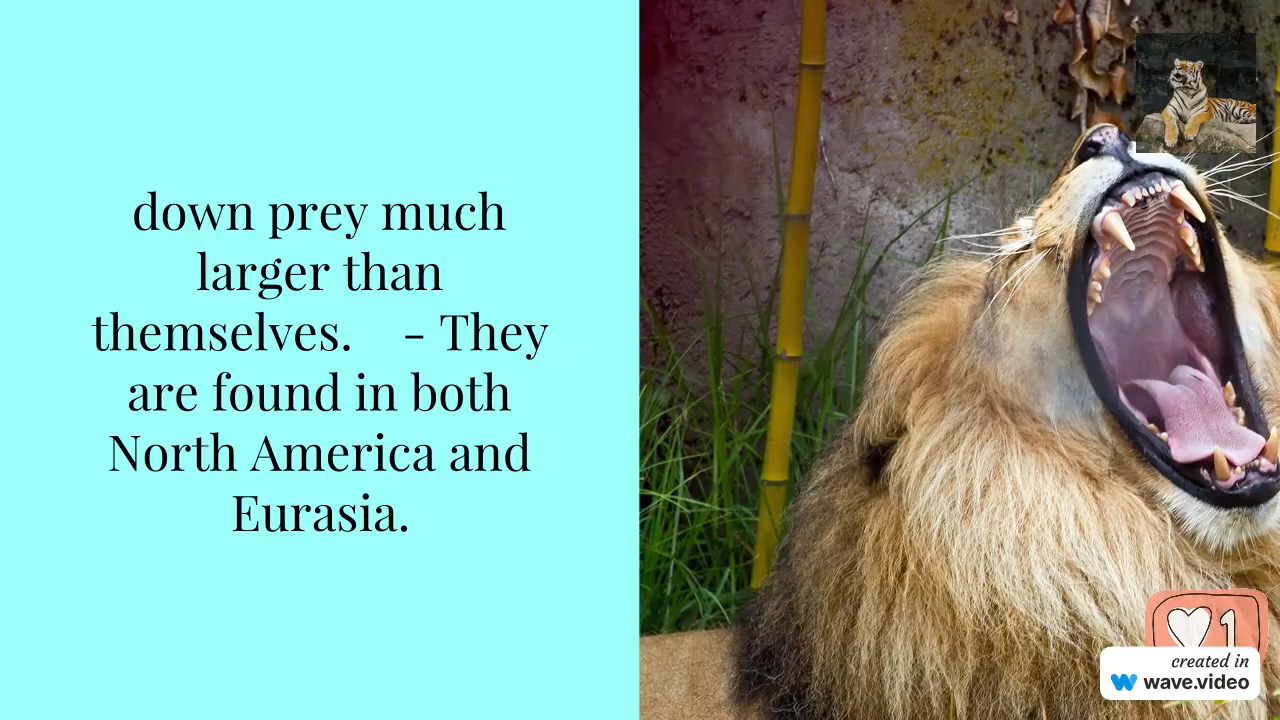 down prey much
larger than
themselves.    - They
are found in both
North America and
Eurasia.
1
created in
wave.video